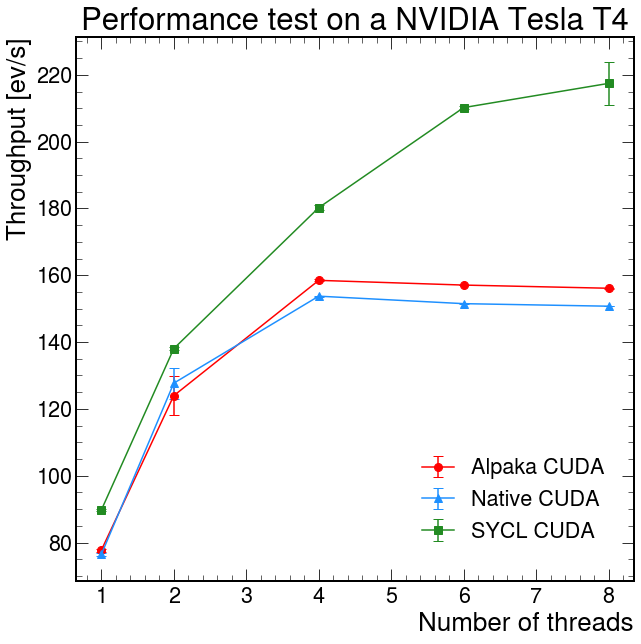 Performance test on a NVIDIA Tesla T4
Throughput [ev/s]
220
200
180
160
140
120
100
80
Alpaka CUDA
Native CUDA
SYCL CUDA
1 2 3 4 5 6 7 8
Number of threads